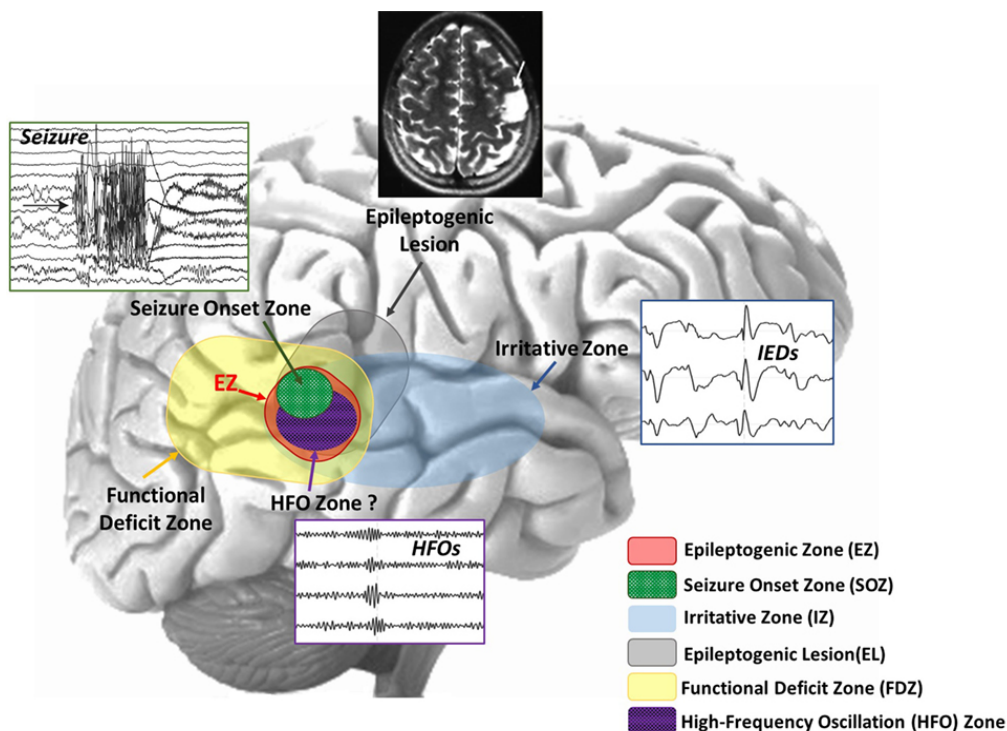 Seizure
Epileptogenic
Lesion
Seizure Onset Zone
Irritative Zone
IEDs
EZ
Functional
Deficit Zone
HFO Zone ?
HFOs
Epileptogenic Zone (EZ)
Seizure Onset Zone (SOZ)
Irritative Zone (IZ)
Epileptogenic Lesion(EL)
Functional Deficit Zone (FDZ)
High-Frequency Oscillation (HFO) Zone